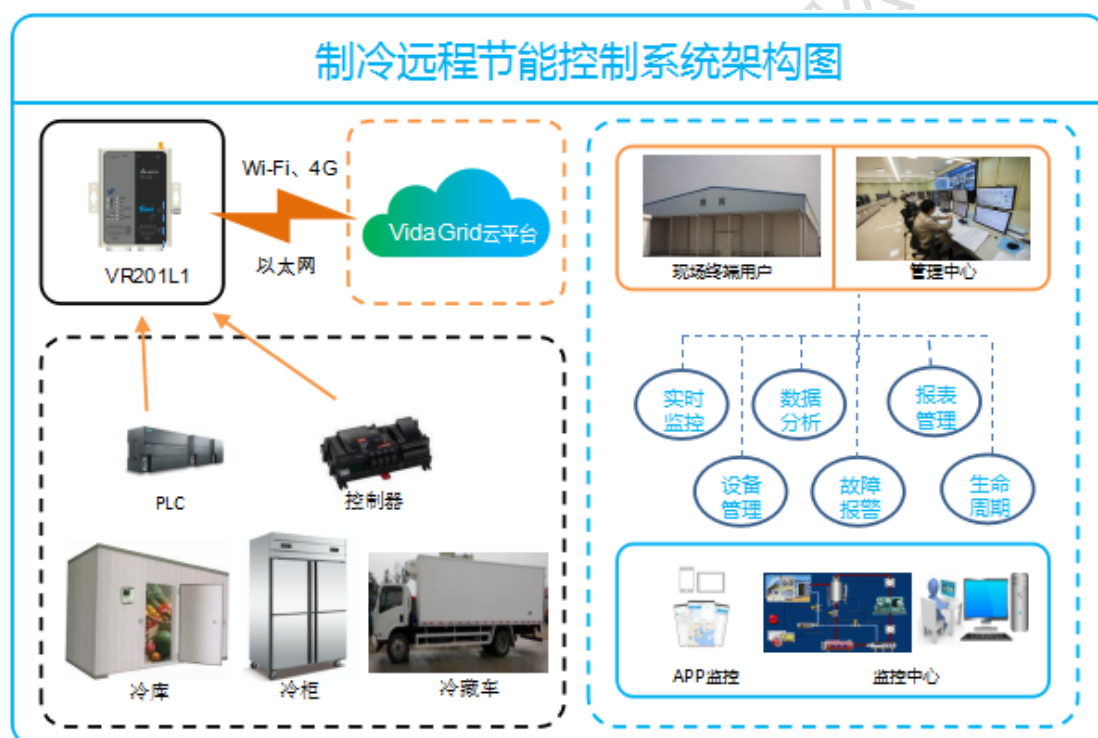 制冷远程节能控制系统架构图
Wi-Fi、4G
以太网
VR201L1
VidaGrid云平台
现场终端用户
管理中心
实时
监控
数据
分析
报表
管理
设备
管理
故障
报警
生命
周期
PLC
控制器
冷库
冷柜
冷藏车
APP监控
监控中心